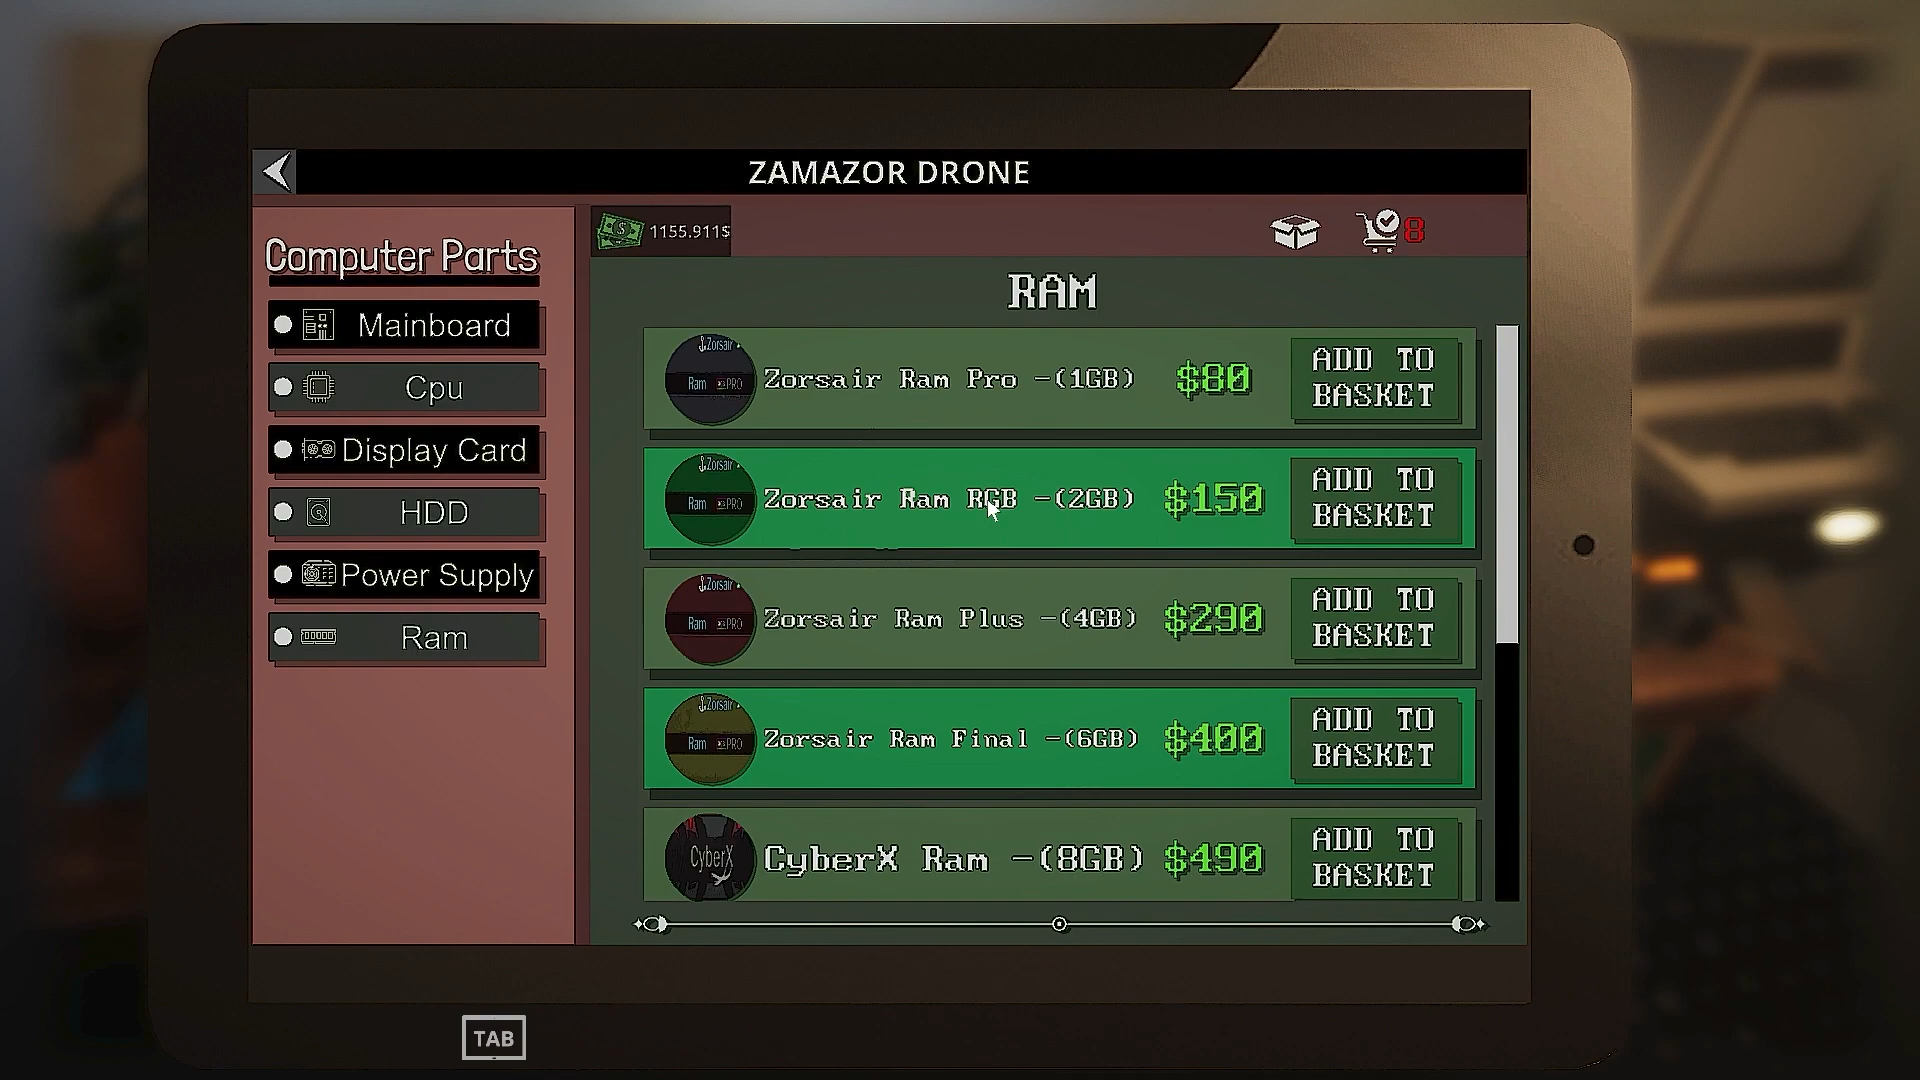 ZAMAZOR DRONE
Computer Parts
Mainboard
Cpu
Display Card
HDD
Power Supply
Ram
1155.911$
8
RAM
Zorsair
Ram PRO
Zorsair Ram Pro -(1GB) $80 ADD TO
BASKET
Zorsair
Ram PRO
Zorsair Ram RGB -(2GB) $150 ADD TO
BASKET
Zorsair
Ram PRO
Zorsair Ram Plus -(4GB) $290 ADD TO
BASKET
Zorsair
Ram PRO
Zorsair Ram Final -(6GB) $400 ADD TO
BASKET
CyberX
CyberX Ram -(8GB) $490 ADD TO
BASKET
TAB